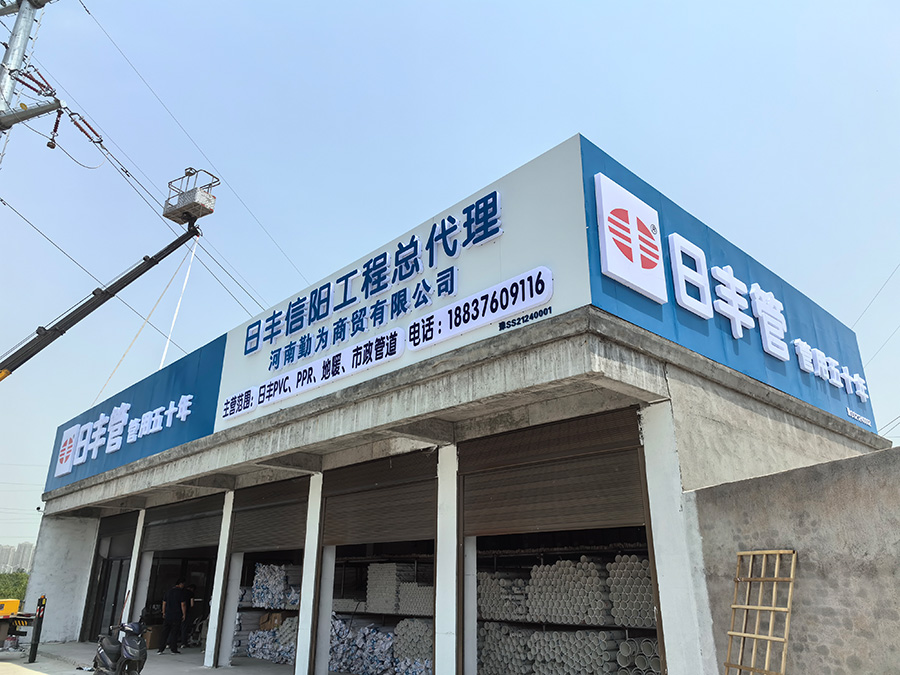 日丰管 管用五十年
日丰信阳工程总代理
河南勤为商贸有限公司
主营范围：日丰PVC、PPR、地暖、市政管道 电话：18837609116
豫SS21240001
®
日丰管 管用五十年